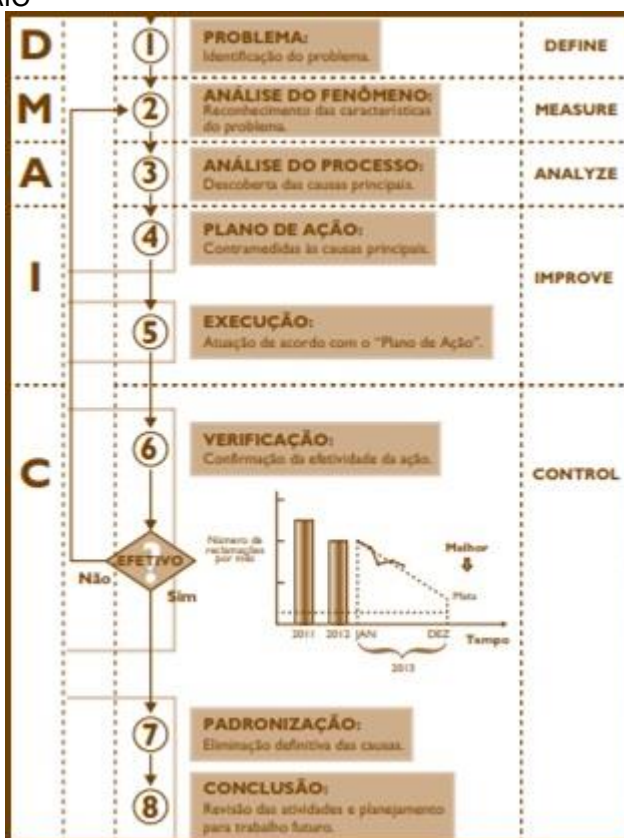 D
1
PROBLEMA:
Identificação do problema.
DEFINE
M
2
ANÁLISE DO FENÔMENO:
Reconhecimento das características
do problema.
MEASURE
A
3
ANÁLISE DO PROCESSO:
Descoberta das causas principais.
ANALYZE
I
4
PLANO DE AÇÃO:
Contramedidas às causas principais.
IMPROVE
5
EXECUÇÃO:
Atuação de acordo com o "Plano de Ação".
C
6
VERIFICAÇÃO:
Confirmação da efetividade da ação.
CONTROL
?
EFETIVO
Não
Sim
Número de
reclamações
por mês
Melhor
Meta
2011 2012 JAN DEZ Tempo
2013
7
PADRONIZAÇÃO:
Eliminação definitiva das causas.
8
CONCLUSÃO:
Revisão das atividades e planejamento
para trabalho futuro.